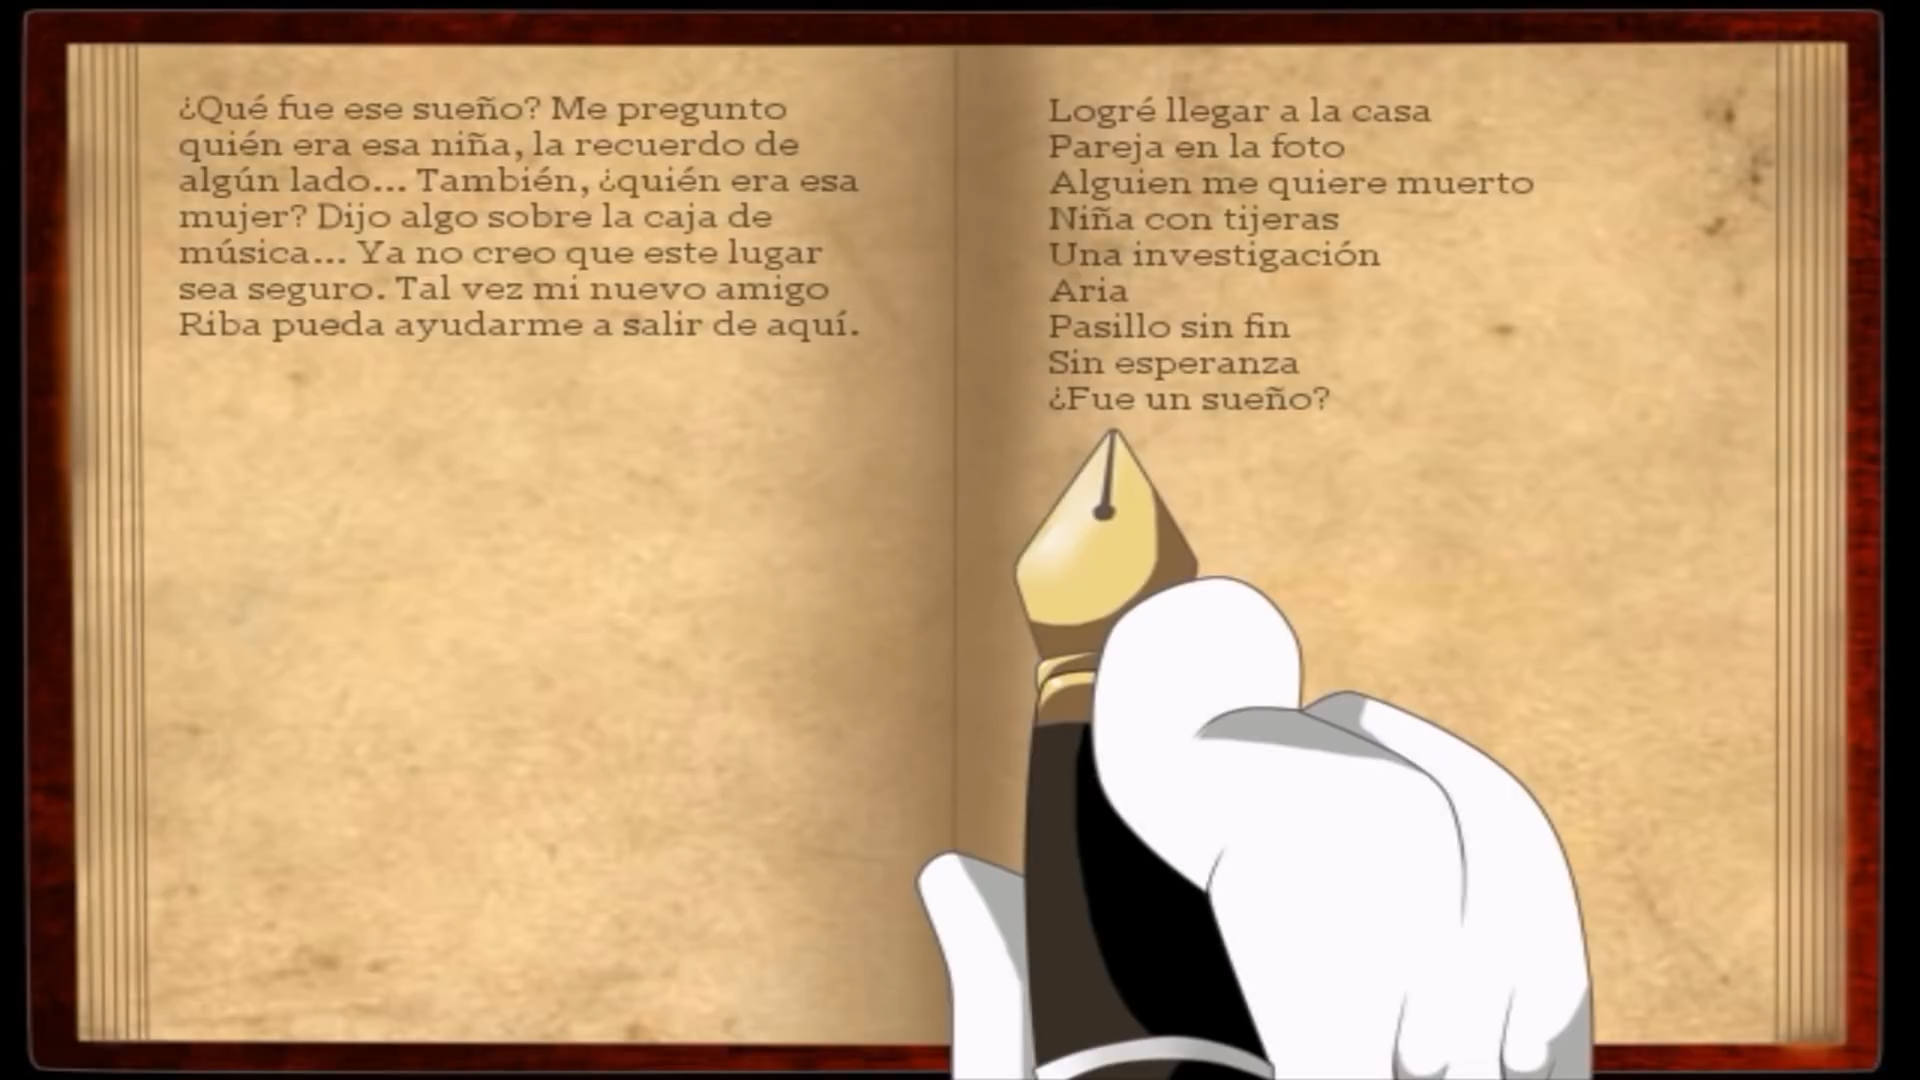 ¿Qué fue ese sueño? Me pregunto
quién era esa niña, la recuerdo de
algún lado... También, ¿quién era esa
mujer? Dijo algo sobre la caja de
música... Ya no creo que este lugar
sea seguro. Tal vez mi nuevo amigo
Riba pueda ayudarme a salir de aquí.
Logré llegar a la casa
Pareja en la foto
Alguien me quiere muerto
Niña con tijeras
Una investigación
Aria
Pasillo sin fin
Sin esperanza
¿Fue un sueño?